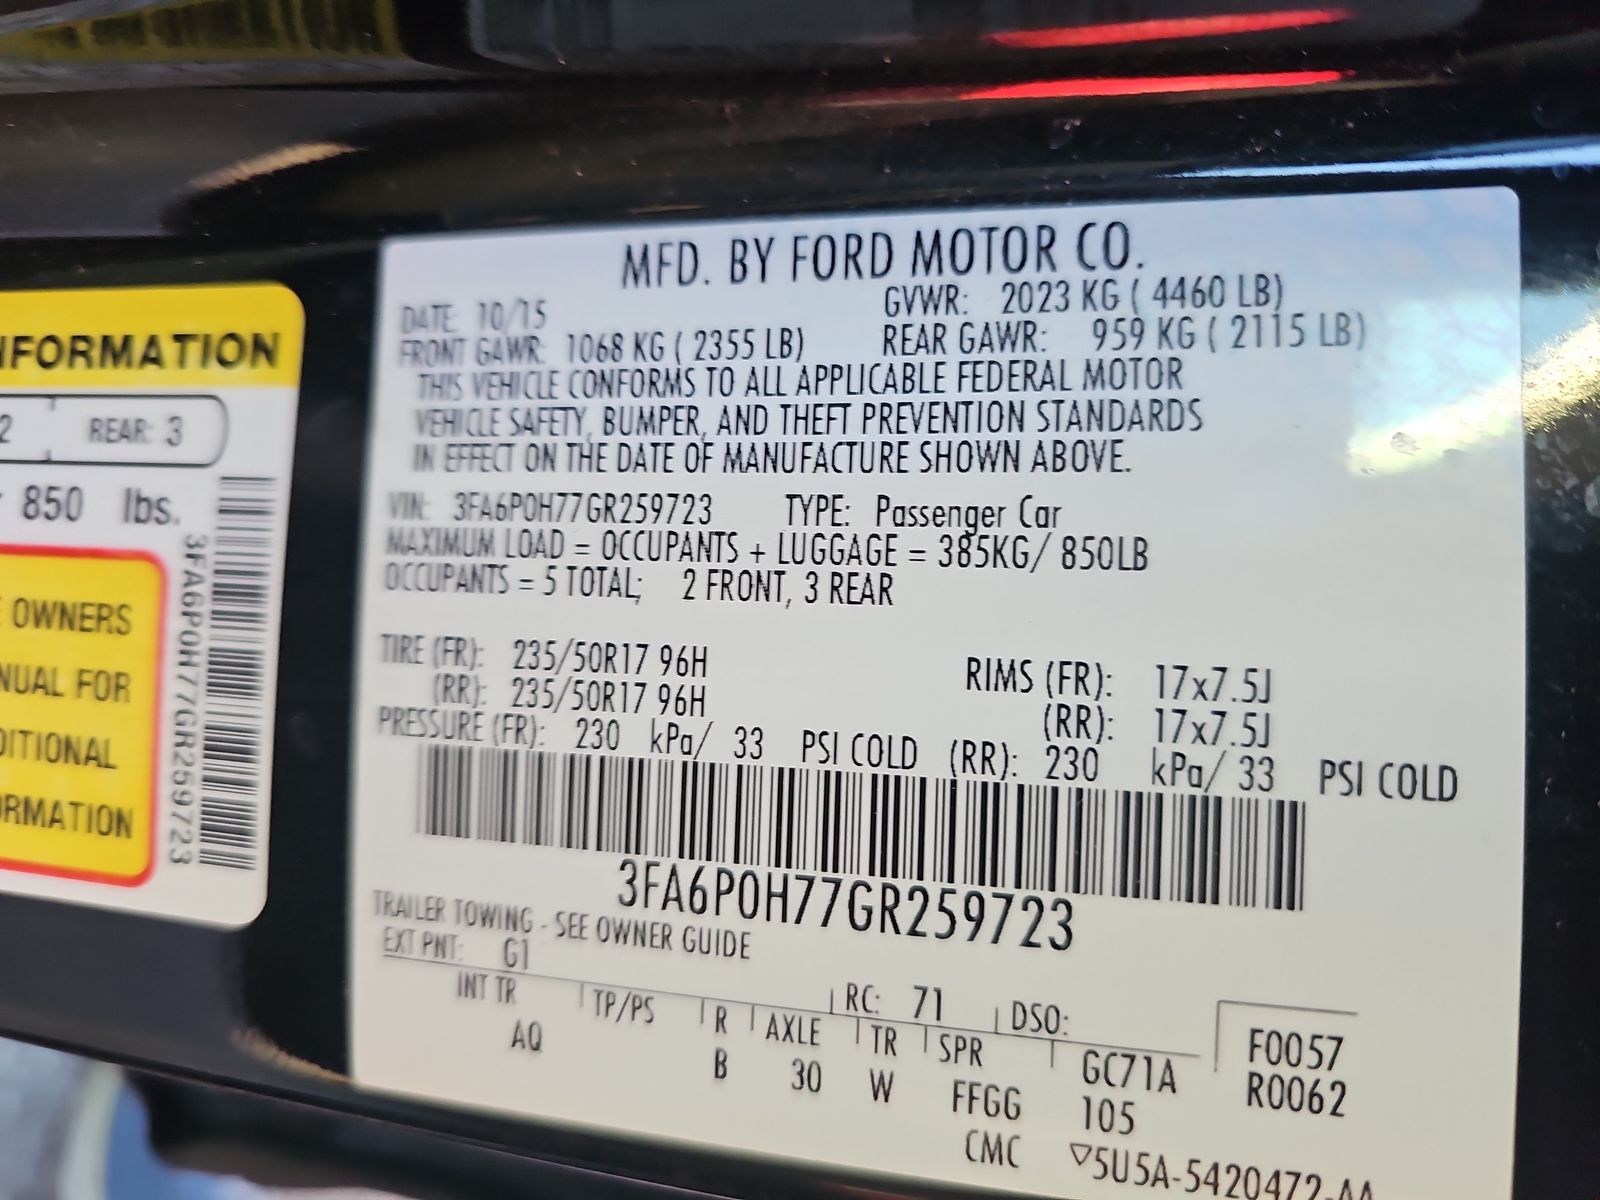 NFORMATION
2 REAR: 3
850 lbs.
OWNERS
NUAL FOR
DITIONAL
ORMATION
3FA6P0H77GR259723
MFD. BY FORD MOTOR CO.
DATE: 10/15 GVWR: 2023 KG ( 4460 LB)
FRONT GAWR: 1068 KG ( 2355 LB) REAR GAWR: 959 KG ( 2115 LB)
THIS VEHICLE CONFORMS TO ALL APPLICABLE FEDERAL MOTOR
VEHICLE SAFETY, BUMPER, AND THEFT PREVENTION STANDARDS
IN EFFECT ON THE DATE OF MANUFACTURE SHOWN ABOVE.
VIN: 3FA6P0H77GR259723 TYPE: Passenger Car
MAXIMUM LOAD = OCCUPANTS + LUGGAGE = 385KG/ 850LB
OCCUPANTS = 5 TOTAL; 2 FRONT, 3 REAR
TIRE (FR): 235/50R17 96H RIMS (FR): 17x7.5J
(RR): 235/50R17 96H (RR): 17x7.5J
PRESSURE (FR): 230 kPa/ 33 PSI COLD (RR): 230 kPa/ 33 PSI COLD
3FA6P0H77GR259723
TRAILER TOWING - SEE OWNER GUIDE
EXT PNT: G1 RC: 71 DSO: F0057
INT TR TP/PS R AXLE TR SPR GC71A R0062
AQ B 30 W FFGG 105
CMC ▽5U5A-5420472-AA